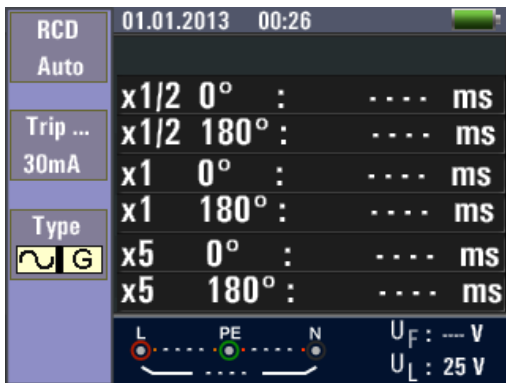 RCD
Auto
Trip ...
30mA
Type
G
01.01.2013 00:26
x1/2 0° : ---- ms
x1/2 180° : ---- ms
x1 0° : ---- ms
x1 180° : ---- ms
x5 0° : ---- ms
x5 180° : ---- ms
L PE N
----
UF : --- V
UL : 25 V